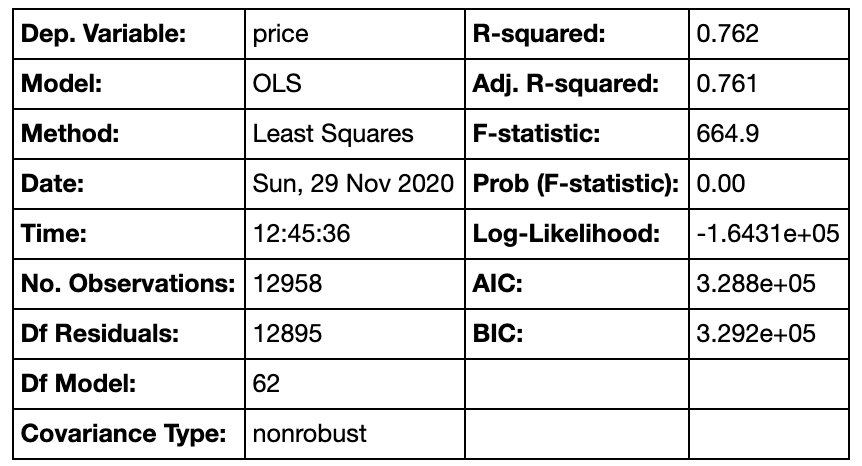 Dep. Variable: price R-squared: 0.762
Model: OLS Adj. R-squared: 0.761
Method: Least Squares F-statistic: 664.9
Date: Sun, 29 Nov 2020 Prob (F-statistic): 0.00
Time: 12:45:36 Log-Likelihood: -1.6431e+05
No. Observations: 12958 AIC: 3.288e+05
Df Residuals: 12895 BIC: 3.292e+05
Df Model: 62
Covariance Type: nonrobust